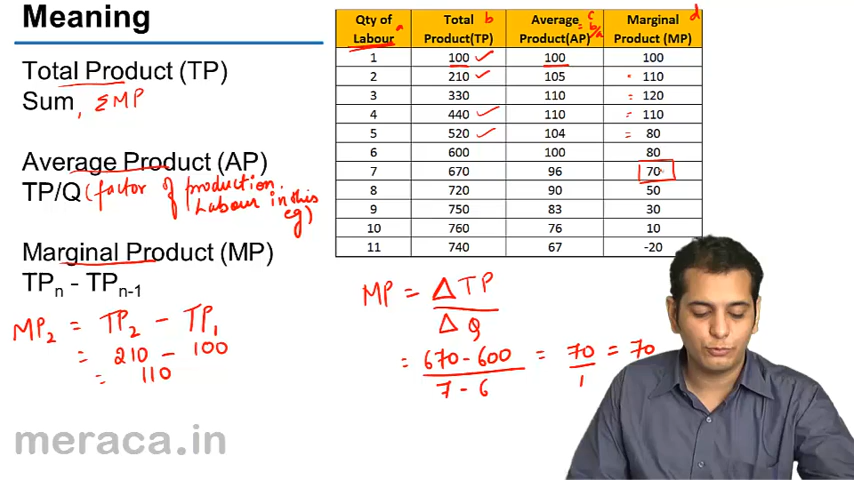 Meaning
Total Product (TP)
Sum, ΣMP
Average Product (AP)
TP/Q (factor of production.
Labour in this
eg)
Marginal Product (MP)
TPn - TPn-1
MP2 = TP2 - TP1
= 210 - 100
= 110
meraca.in
Qty of Labour a | Total Product(TP) b | Average Product(AP) c = b/a | Marginal Product (MP) d
1 100 100 100
2 210 105 110
3 330 110 120
4 440 110 110
5 520 104 80
6 600 100 80
7 670 96 70
8 720 90 50
9 750 83 30
10 760 76 10
11 740 67 -20
MP = ΔTP
ΔQ
= 670-600 = 70 = 70
7-6 1